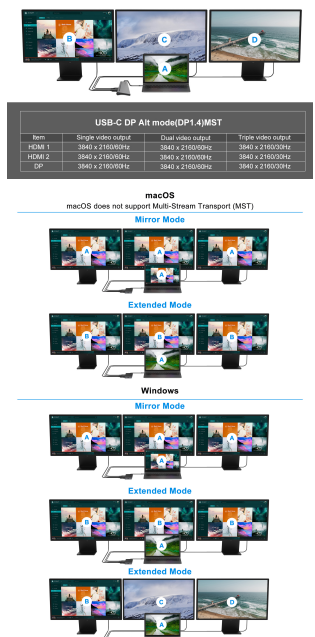 B
C
D
A
USB-C DP Alt mode(DP1.4)MST
Item Single video output Dual video output Triple video output
HDMI 1 3840 x 2160/60Hz 3840 x 2160/60Hz 3840 x 2160/30Hz
HDMI 2 3840 x 2160/60Hz 3840 x 2160/60Hz 3840 x 2160/30Hz
DP 3840 x 2160/60Hz 3840 x 2160/60Hz 3840 x 2160/30Hz
macOS
macOS does not support Multi-Stream Transport (MST)
Mirror Mode
A A A
A
Extended Mode
B B B
A
Windows
Mirror Mode
A A A
A
Extended Mode
B B B
A
Extended Mode
B C D
A